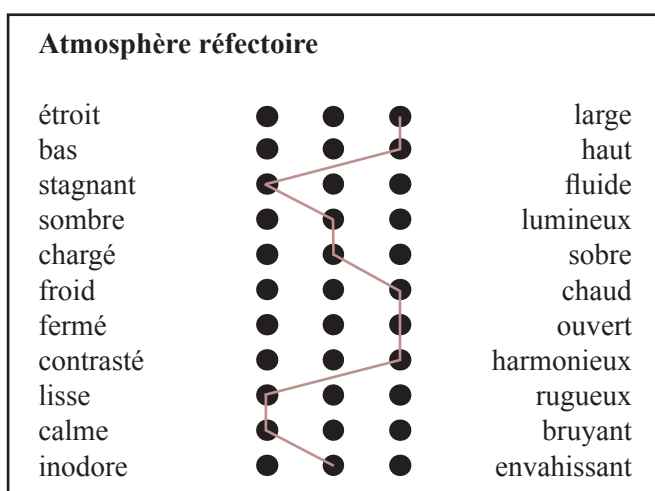 Atmosphère réfectoire
étroit large
bas haut
stagnant fluide
sombre lumineux
chargé sobre
froid chaud
fermé ouvert
contrasté harmonieux
lisse rugueux
calme bruyant
inodore envahissant